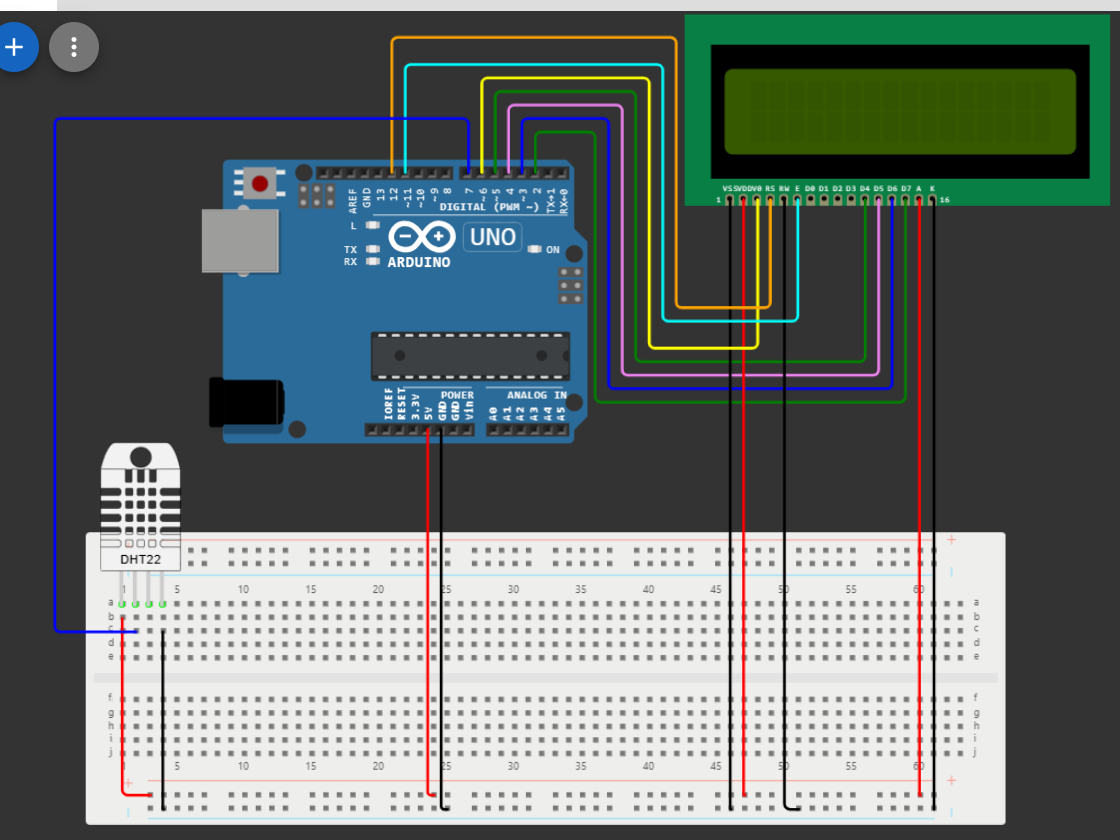 VSS VDD V0 RS RW E D0 D1 D2 D3 D4 D5 D6 D7 A K
1 16
AREF GND 13 12 ~11 ~10 ~9 8 7 ~6 ~5 4 ~3 2 TX→1 RX←0
DIGITAL (PWM ~)
L
UNO
TX ON
RX ARDUINO
POWER ANALOG IN
IOREF RESET 3.3V 5V GND GND Vin A0 A1 A2 A3 A4 A5
DHT22
+
1 5 10 15 20 25 30 35 40 45 50 55 60
a a
b b
c c
d d
e e
f f
g g
h h
i i
j j
1 5 10 15 20 25 30 35 40 45 50 55 60
+ +